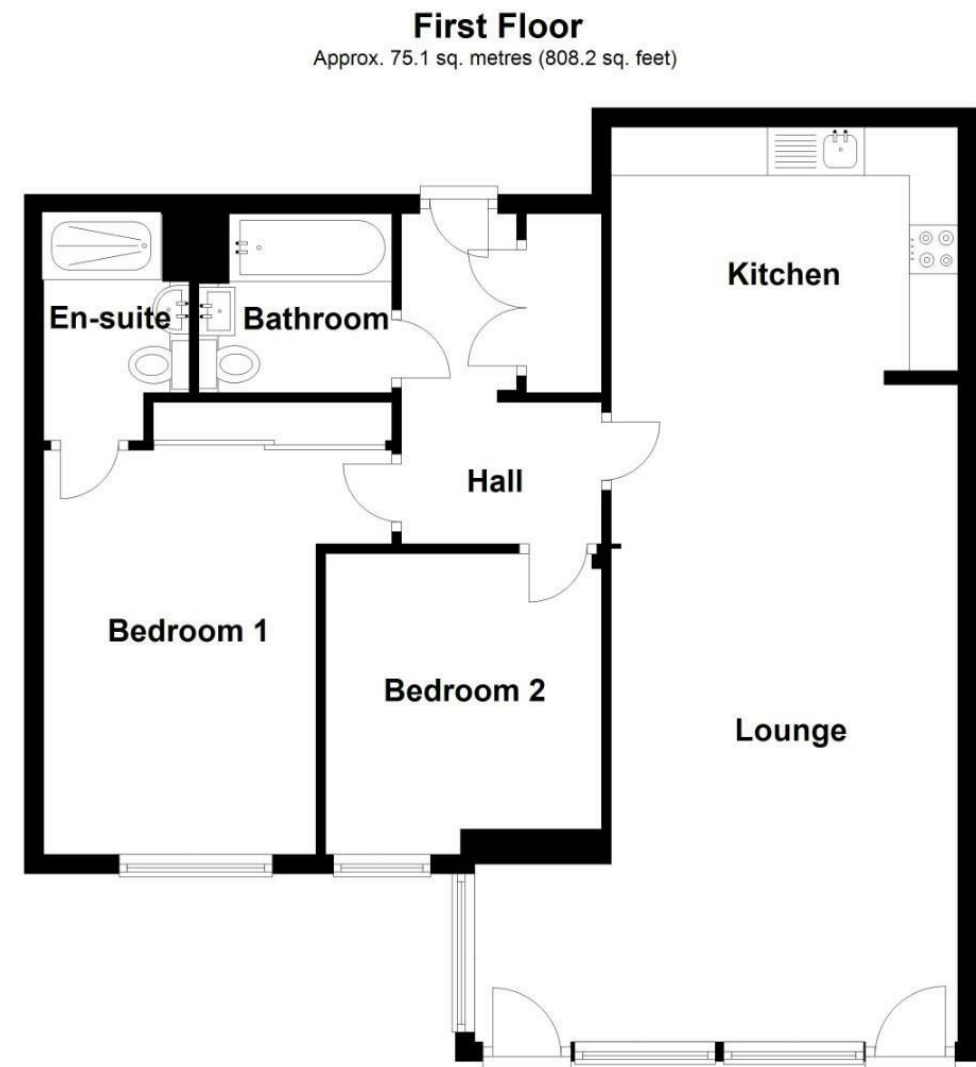 First Floor
Approx. 75.1 sq. metres (808.2 sq. feet)
Kitchen
En-suite
Bathroom
Hall
Bedroom 1
Bedroom 2
Lounge